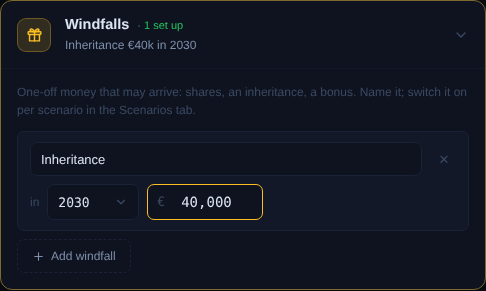 Windfalls · 1 set up
Inheritance €40k in 2030
One-off money that may arrive: shares, an inheritance, a bonus. Name it; switch it on
per scenario in the Scenarios tab.
Inheritance ×
in 2030 € 40,000
+ Add windfall